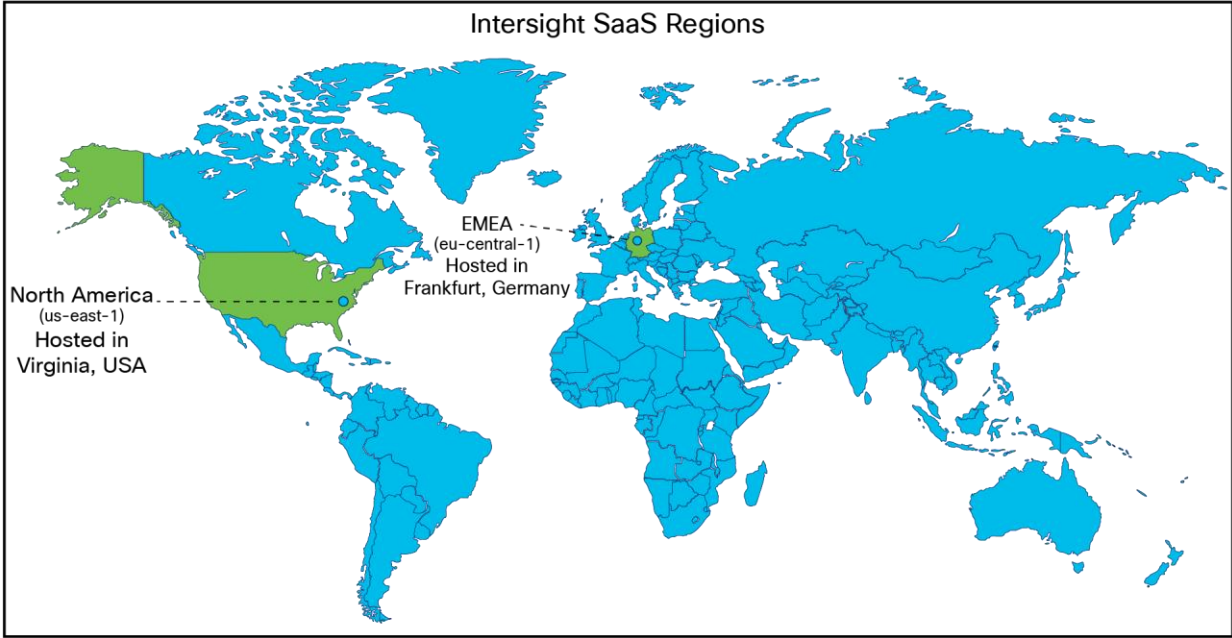 Intersight SaaS Regions
EMEA
(eu-central-1)
Hosted in
Frankfurt, Germany
North America
(us-east-1)
Hosted in
Virginia, USA